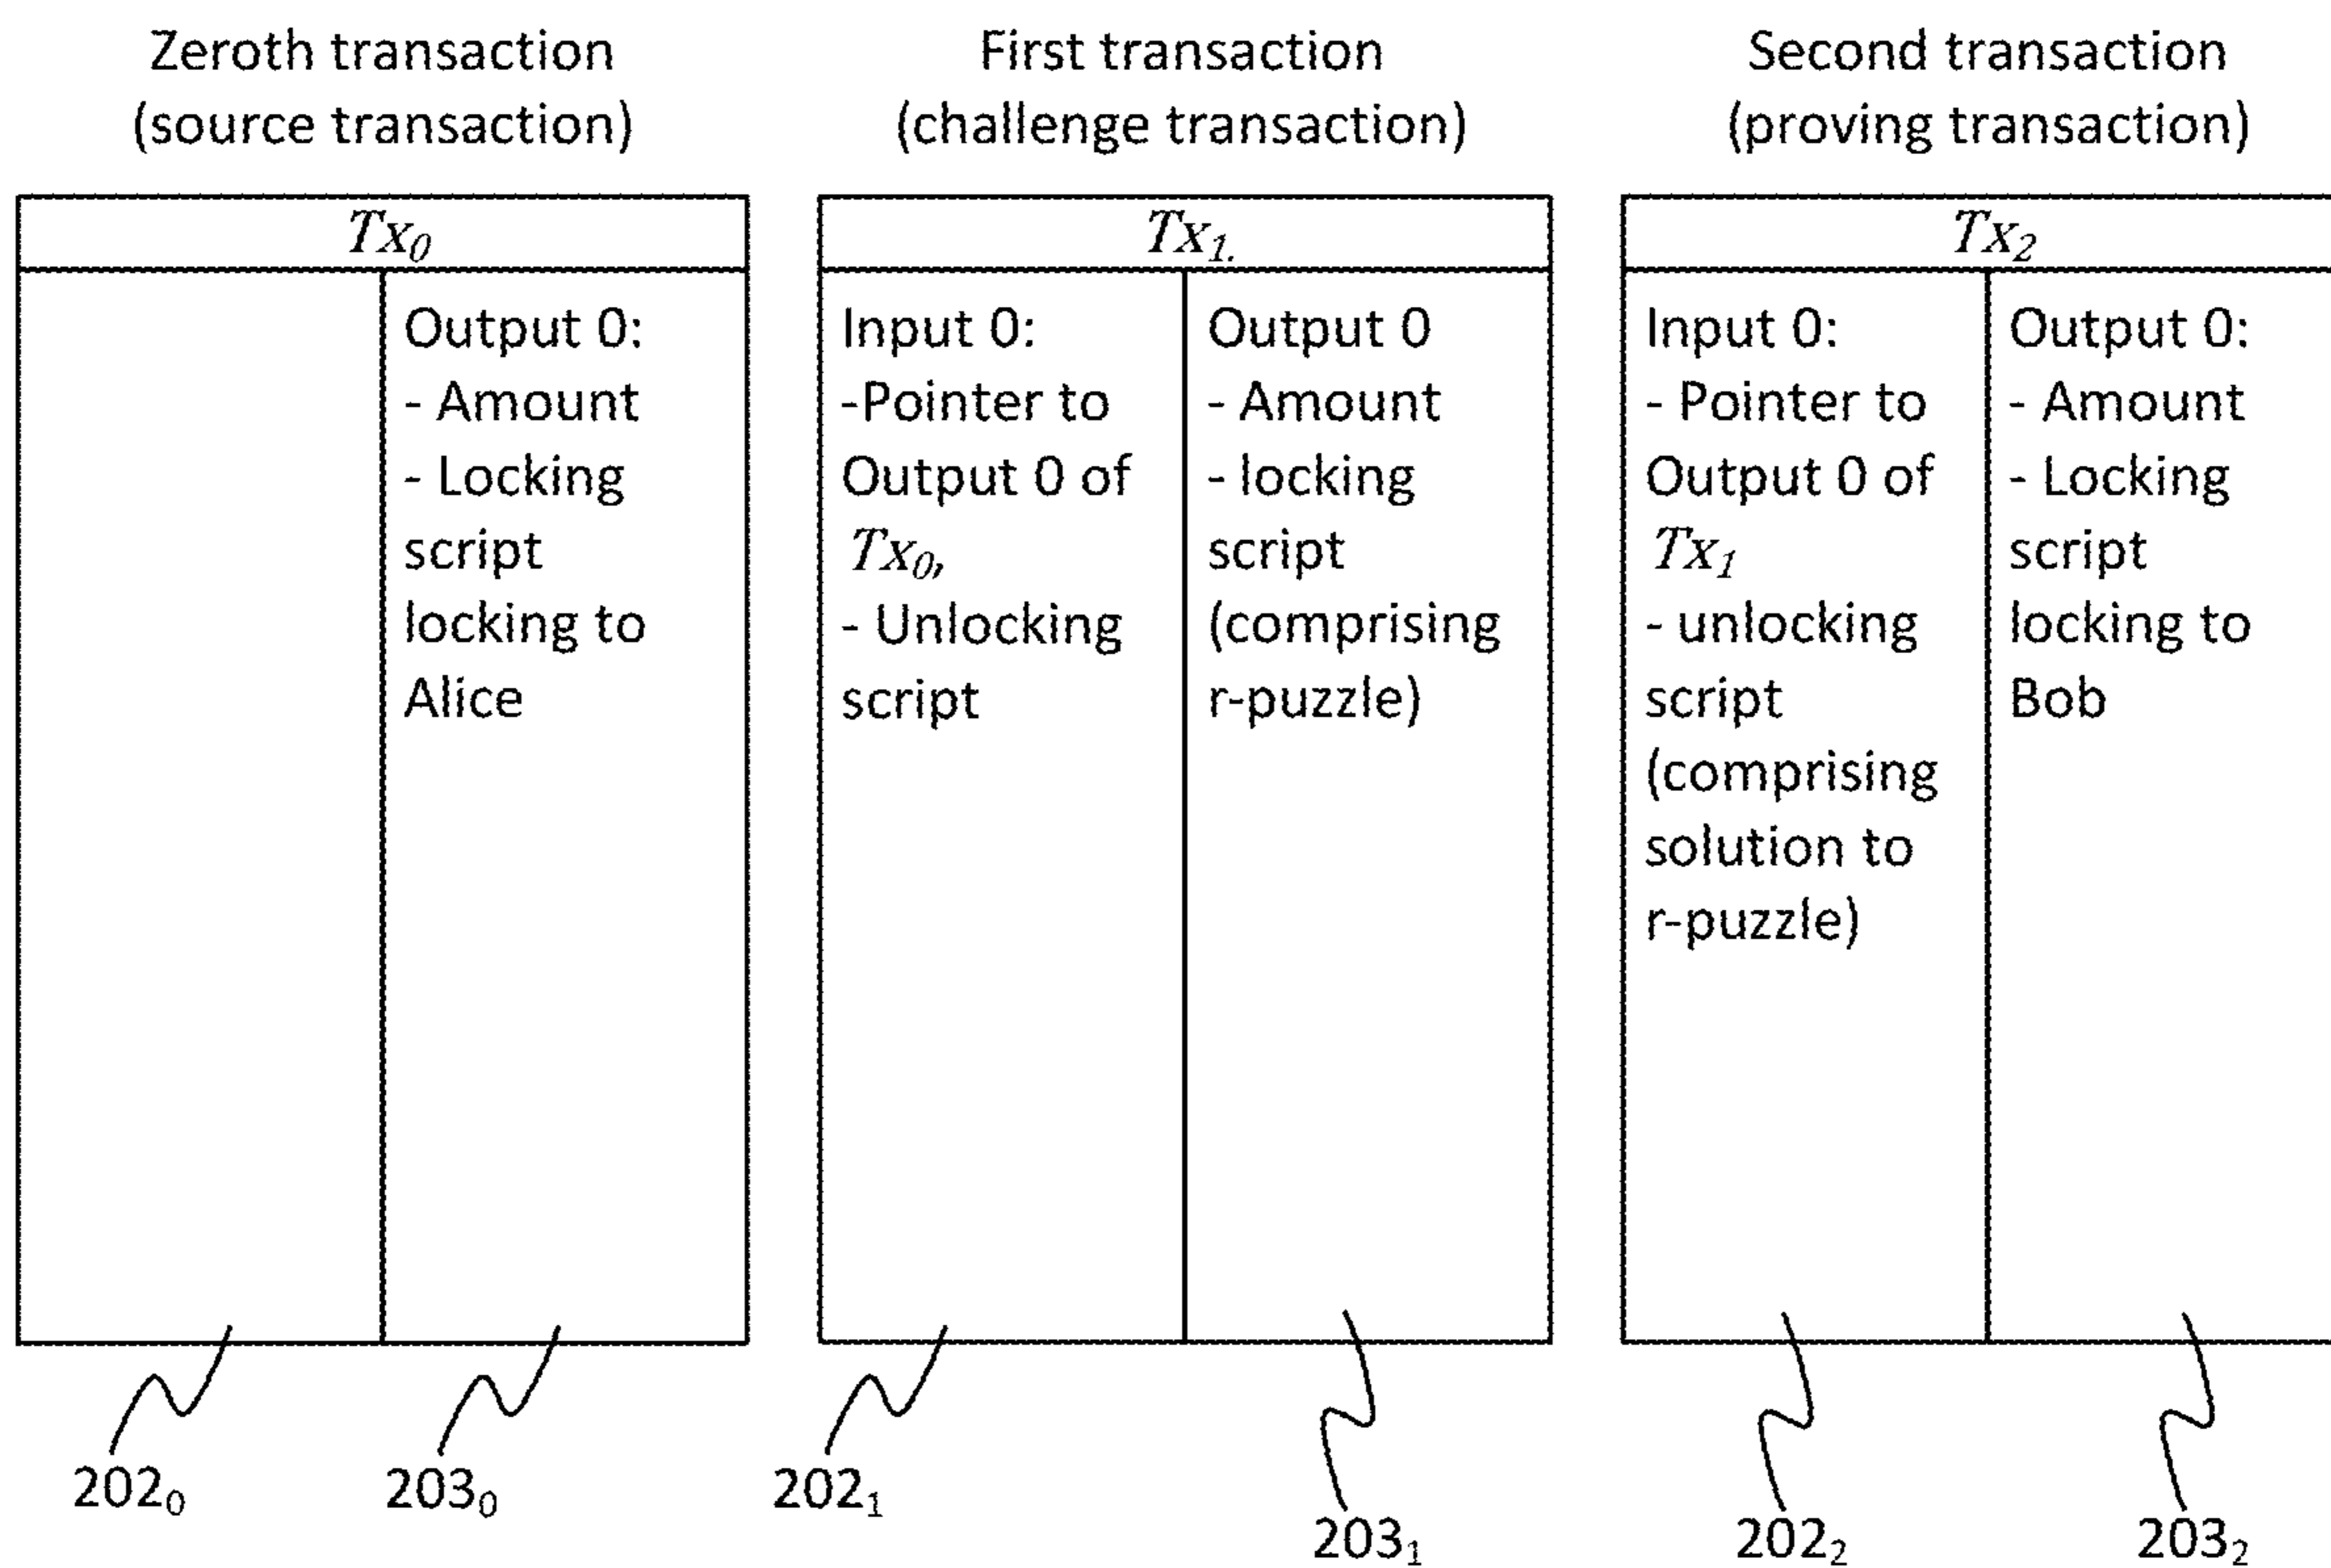 Zeroth transaction
(source transaction)
Tx₀
Output 0:
- Amount
- Locking
script
locking to
Alice
202₀
203₀
First transaction
(challenge transaction)
Tx₁.
Input 0:
-Pointer to
Output 0 of
Tx₀,
- Unlocking
script
Output 0
- Amount
- locking
script
(comprising
r-puzzle)
202₁
203₁
Second transaction
(proving transaction)
Tx₂
Input 0:
- Pointer to
Output 0 of
Tx₁
- unlocking
script
(comprising
solution to
r-puzzle)
Output 0:
- Amount
- Locking
script
locking to
Bob
202₂
203₂